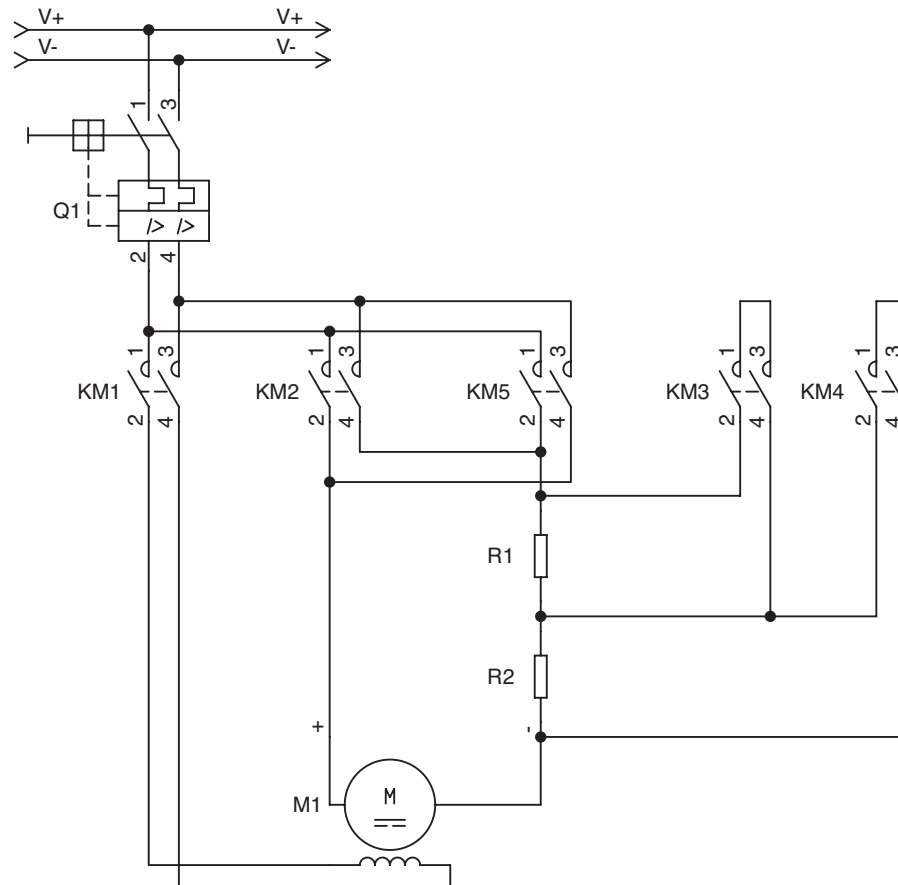 V+ V+
V- V-
1 3
Q1
I> I>
2 4
1 3 1 3 1 3 1 3 1 3
KM1 KM2 KM5 KM3 KM4
2 4 2 4 2 4 2 4 2 4
R1
R2
+ -
M1 M